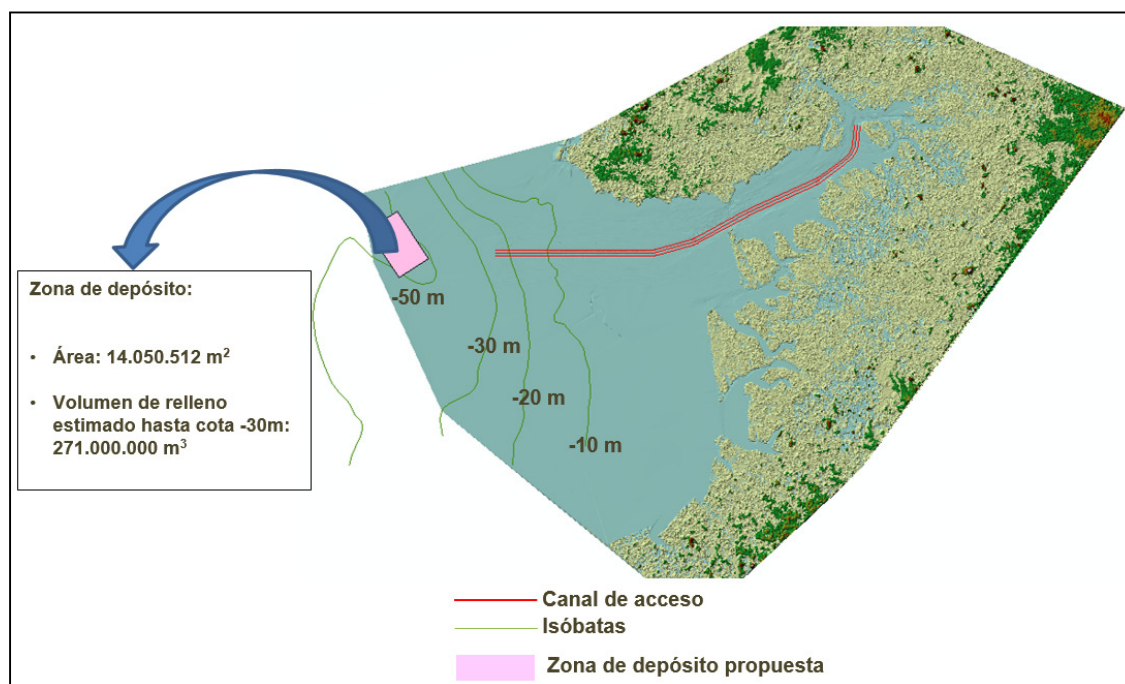 Zona de depósito:
• Área: 14.050.512 m²
• Volumen de relleno
estimado hasta cota -30m:
271.000.000 m³
-50 m
-30 m
-20 m
-10 m
Canal de acceso
Isóbatas
Zona de depósito propuesta